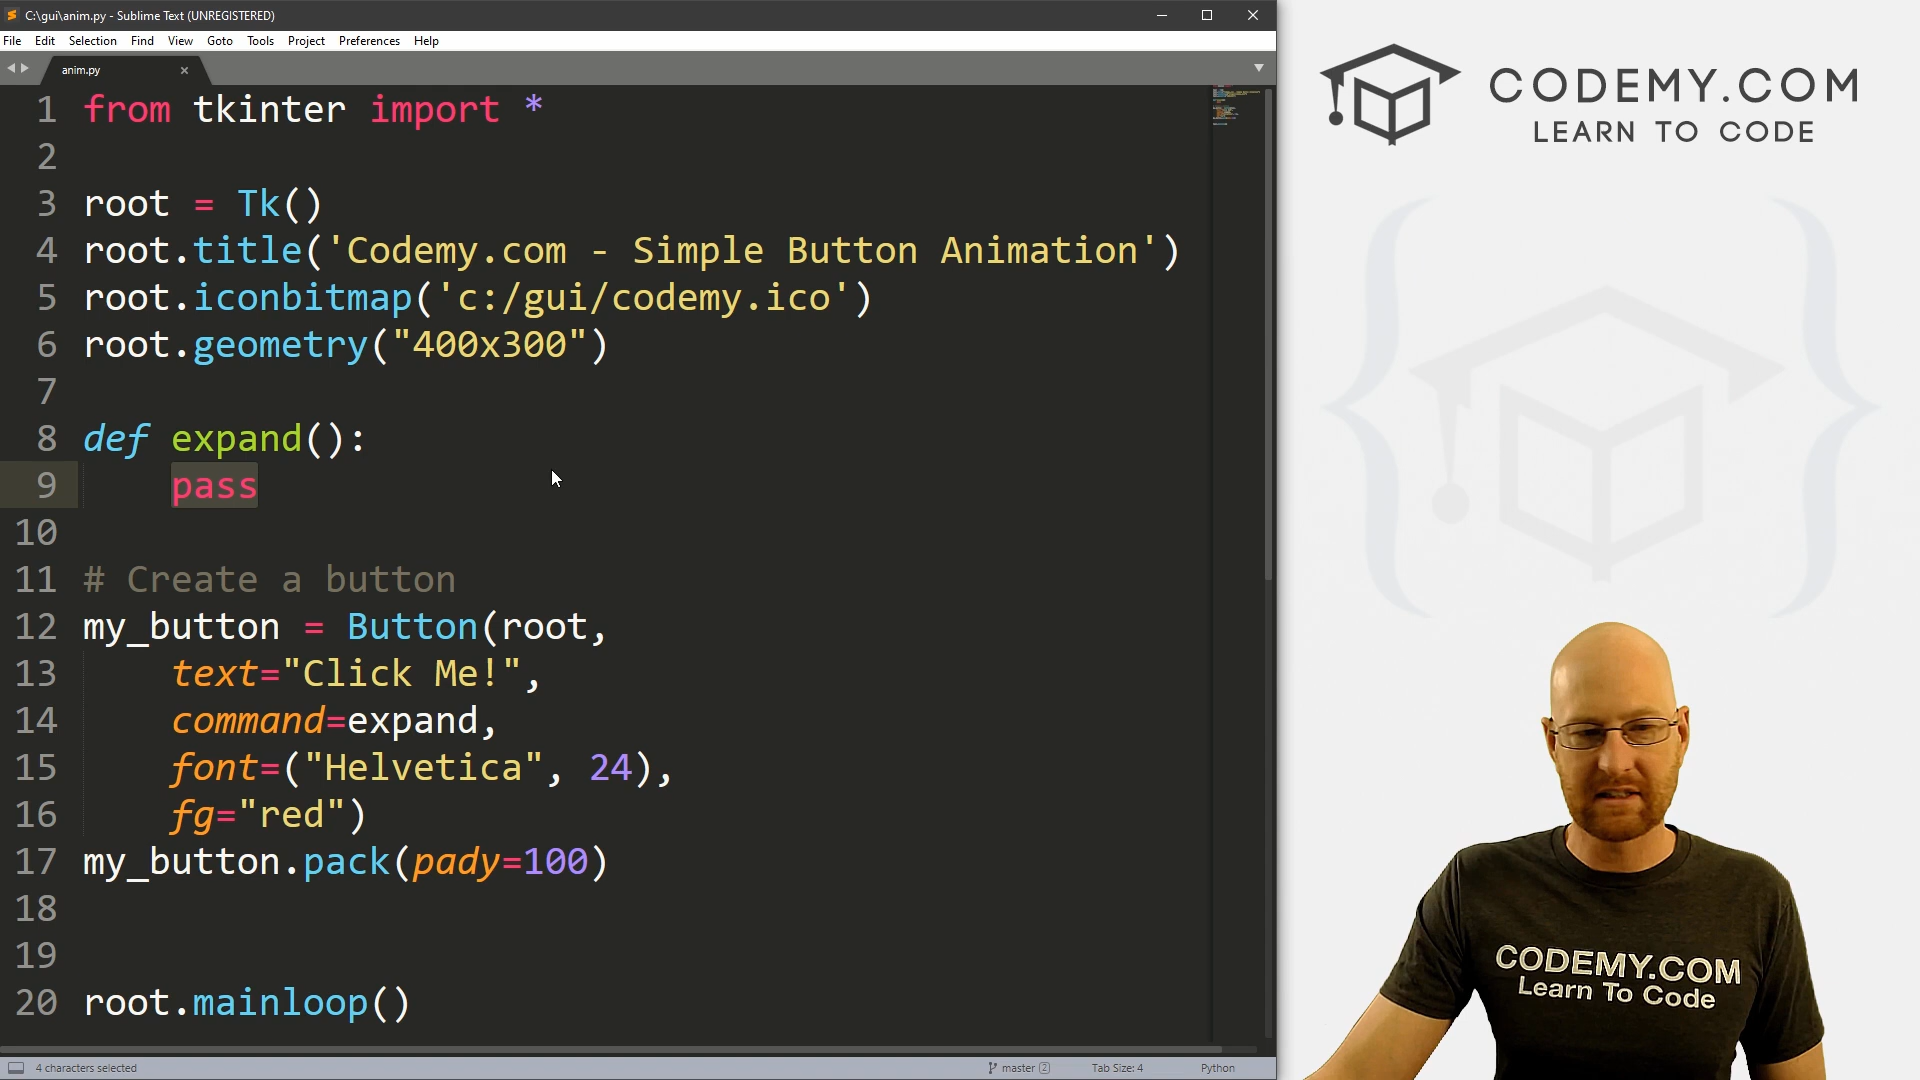 C:\gui\anim.py - Sublime Text (UNREGISTERED)
File Edit Selection Find View Goto Tools Project Preferences Help
anim.py
1 from tkinter import *
2
3 root = Tk()
4 root.title('Codemy.com - Simple Button Animation')
5 root.iconbitmap('c:/gui/codemy.ico')
6 root.geometry("400x300")
7
8 def expand():
9 pass
10
11 # Create a button
12 my_button = Button(root,
13 text="Click Me!",
14 command=expand,
15 font=("Helvetica", 24),
16 fg="red")
17 my_button.pack(pady=100)
18
19
20 root.mainloop()
4 characters selected
master 2
Tab Size: 4
Python
CODEMY.COM
LEARN TO CODE
CODEMY.COM
Learn To Code